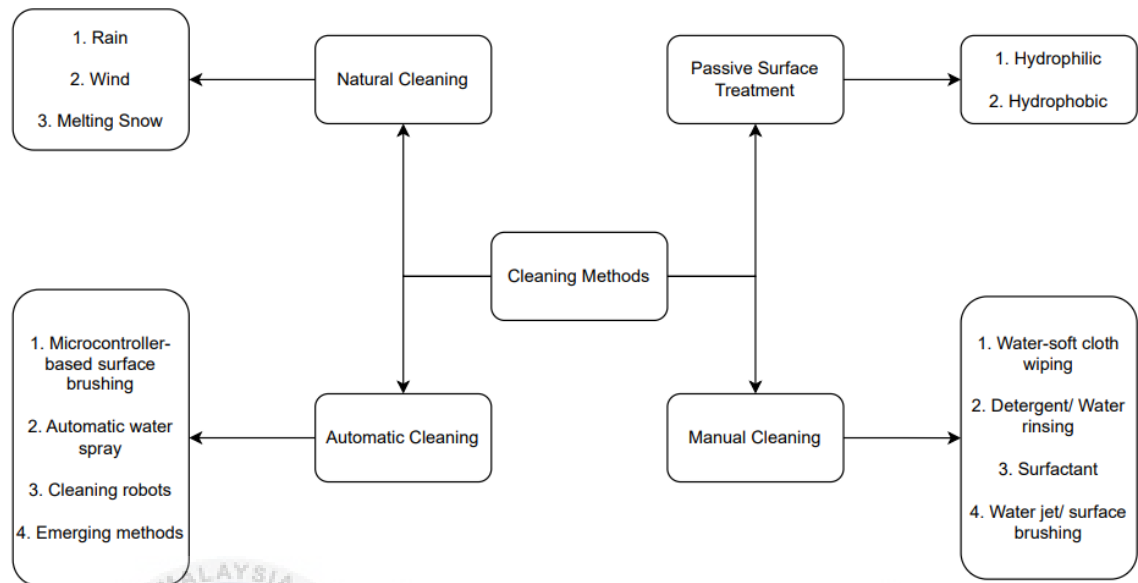 1. Rain
2. Wind
3. Melting Snow
Natural Cleaning
Passive Surface
Treatment
1. Hydrophilic
2. Hydrophobic
Cleaning Methods
1. Microcontroller-
based surface
brushing
2. Automatic water
spray
3. Cleaning robots
4. Emerging methods
Automatic Cleaning
Manual Cleaning
1. Water-soft cloth
wiping
2. Detergent/ Water
rinsing
3. Surfactant
4. Water jet/ surface
brushing
MALAYSIA